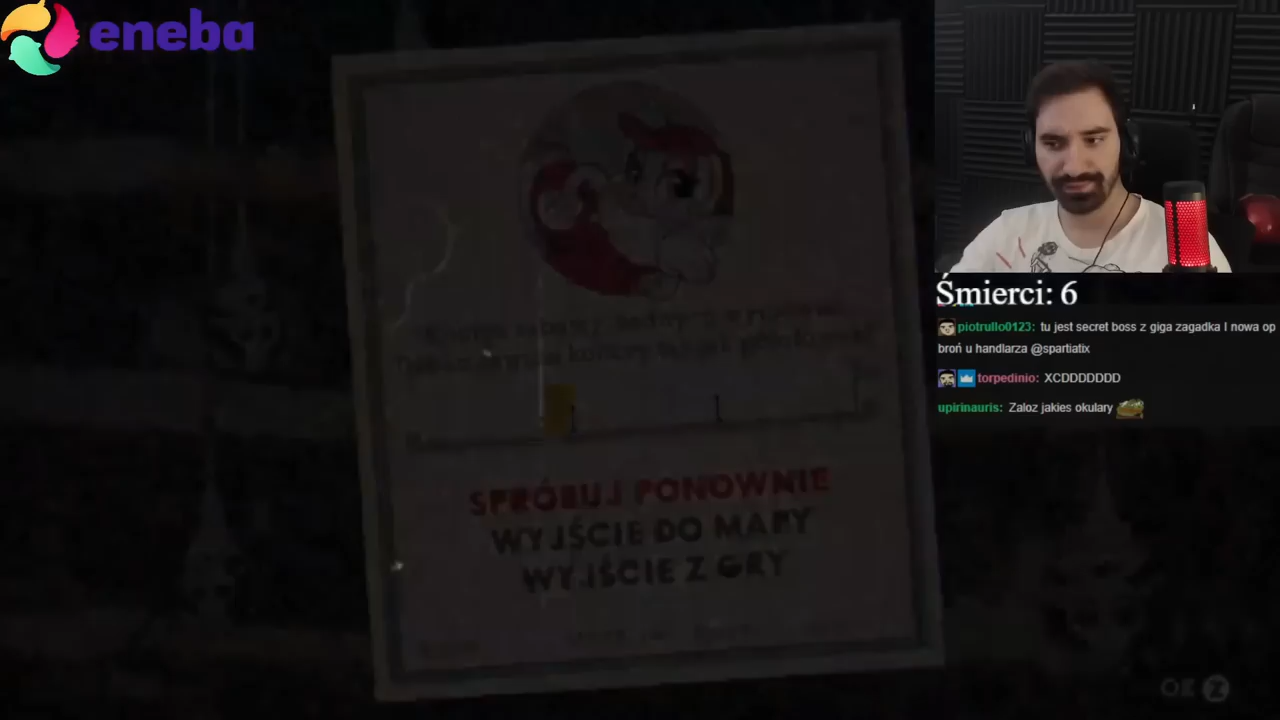 eneba
Śmierci: 6
piotrullo0123: tu jest secret boss z giga zagadka I nowa op
broń u handlarza @spartiatix
torpedinio: XCDDDDDDD
upirinauris: Zaloz jakies okulary
SPRÓBUJ PONOWNIE
WYJŚCIE DO MAPY
WYJŚCIE Z GRY
OK Z